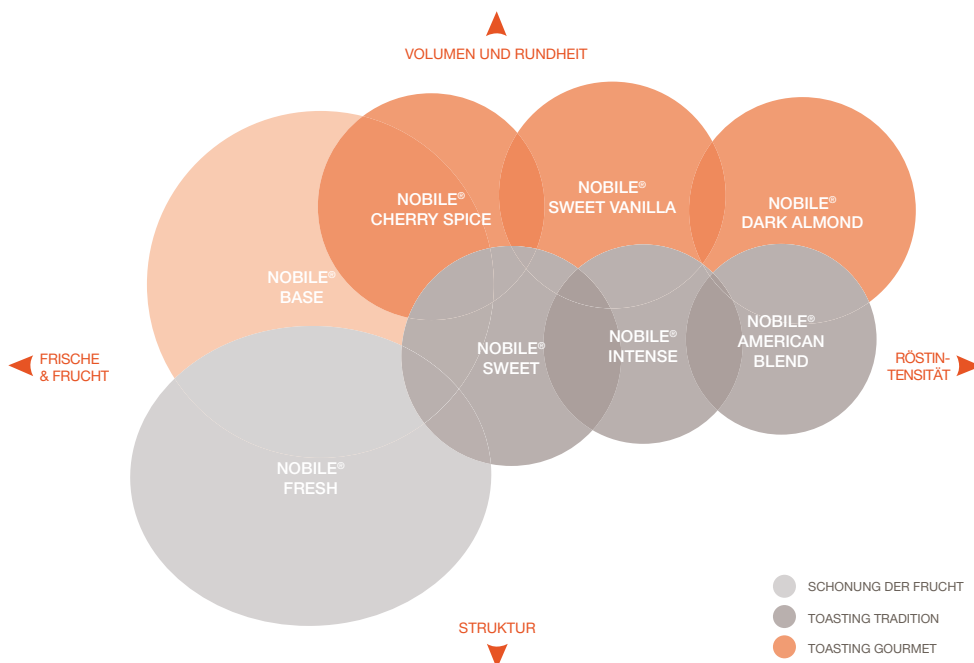 VOLUMEN UND RUNDHEIT
NOBILE®
CHERRY SPICE
NOBILE®
SWEET VANILLA
NOBILE®
DARK ALMOND
NOBILE®
BASE
NOBILE®
SWEET
NOBILE®
INTENSE
NOBILE®
AMERICAN
BLEND
FRISCHE
& FRUCHT
RÖSTIN-
TENSITÄT
NOBILE®
FRESH
STRUKTUR
SCHONUNG DER FRUCHT
TOASTING TRADITION
TOASTING GOURMET